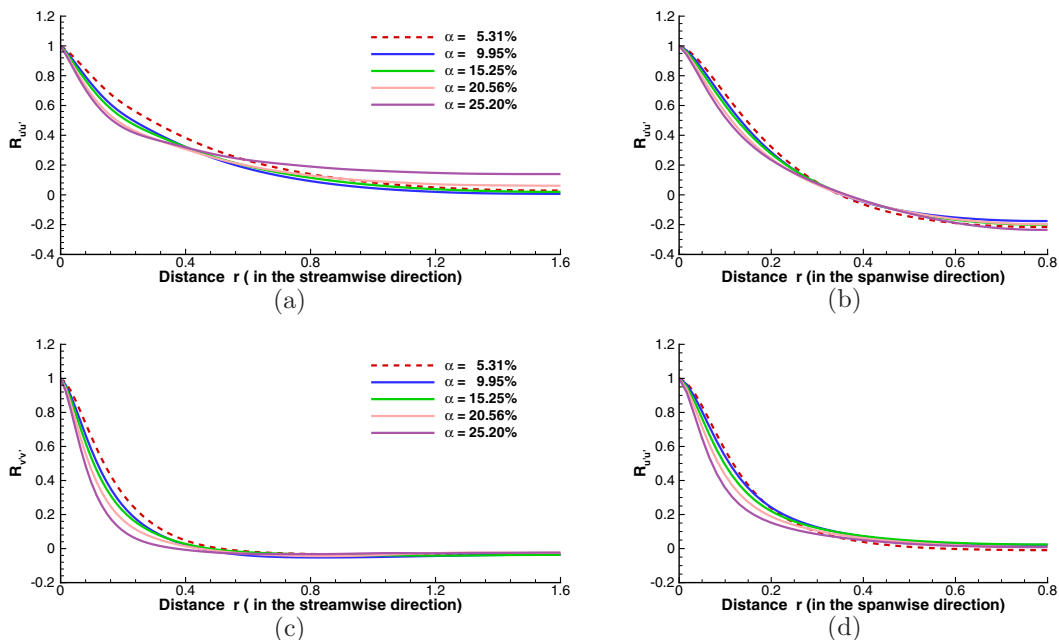 1.2
1
0.8
0.6
0.4
0.2
0
-0.2
-0.4
R u'u'
α = 5.31%
α = 9.95%
α = 15.25%
α = 20.56%
α = 25.20%
0 0.4 0.8 1.2 1.6
Distance r ( in the streamwise direction)
(a)
1.2
1
0.8
0.6
0.4
0.2
0
-0.2
-0.4
R u'u'
0 0.2 0.4 0.6 0.8
Distance r (in the spanwise direction)
(b)
1.2
1
0.8
0.6
0.4
0.2
0
-0.2
R v'v'
α = 5.31%
α = 9.95%
α = 15.25%
α = 20.56%
α = 25.20%
0 0.4 0.8 1.2 1.6
Distance r ( in the streamwise direction)
(c)
1.2
1
0.8
0.6
0.4
0.2
0
-0.2
R u'u'
0 0.2 0.4 0.6 0.8
Distance r (in the spanwise direction)
(d)